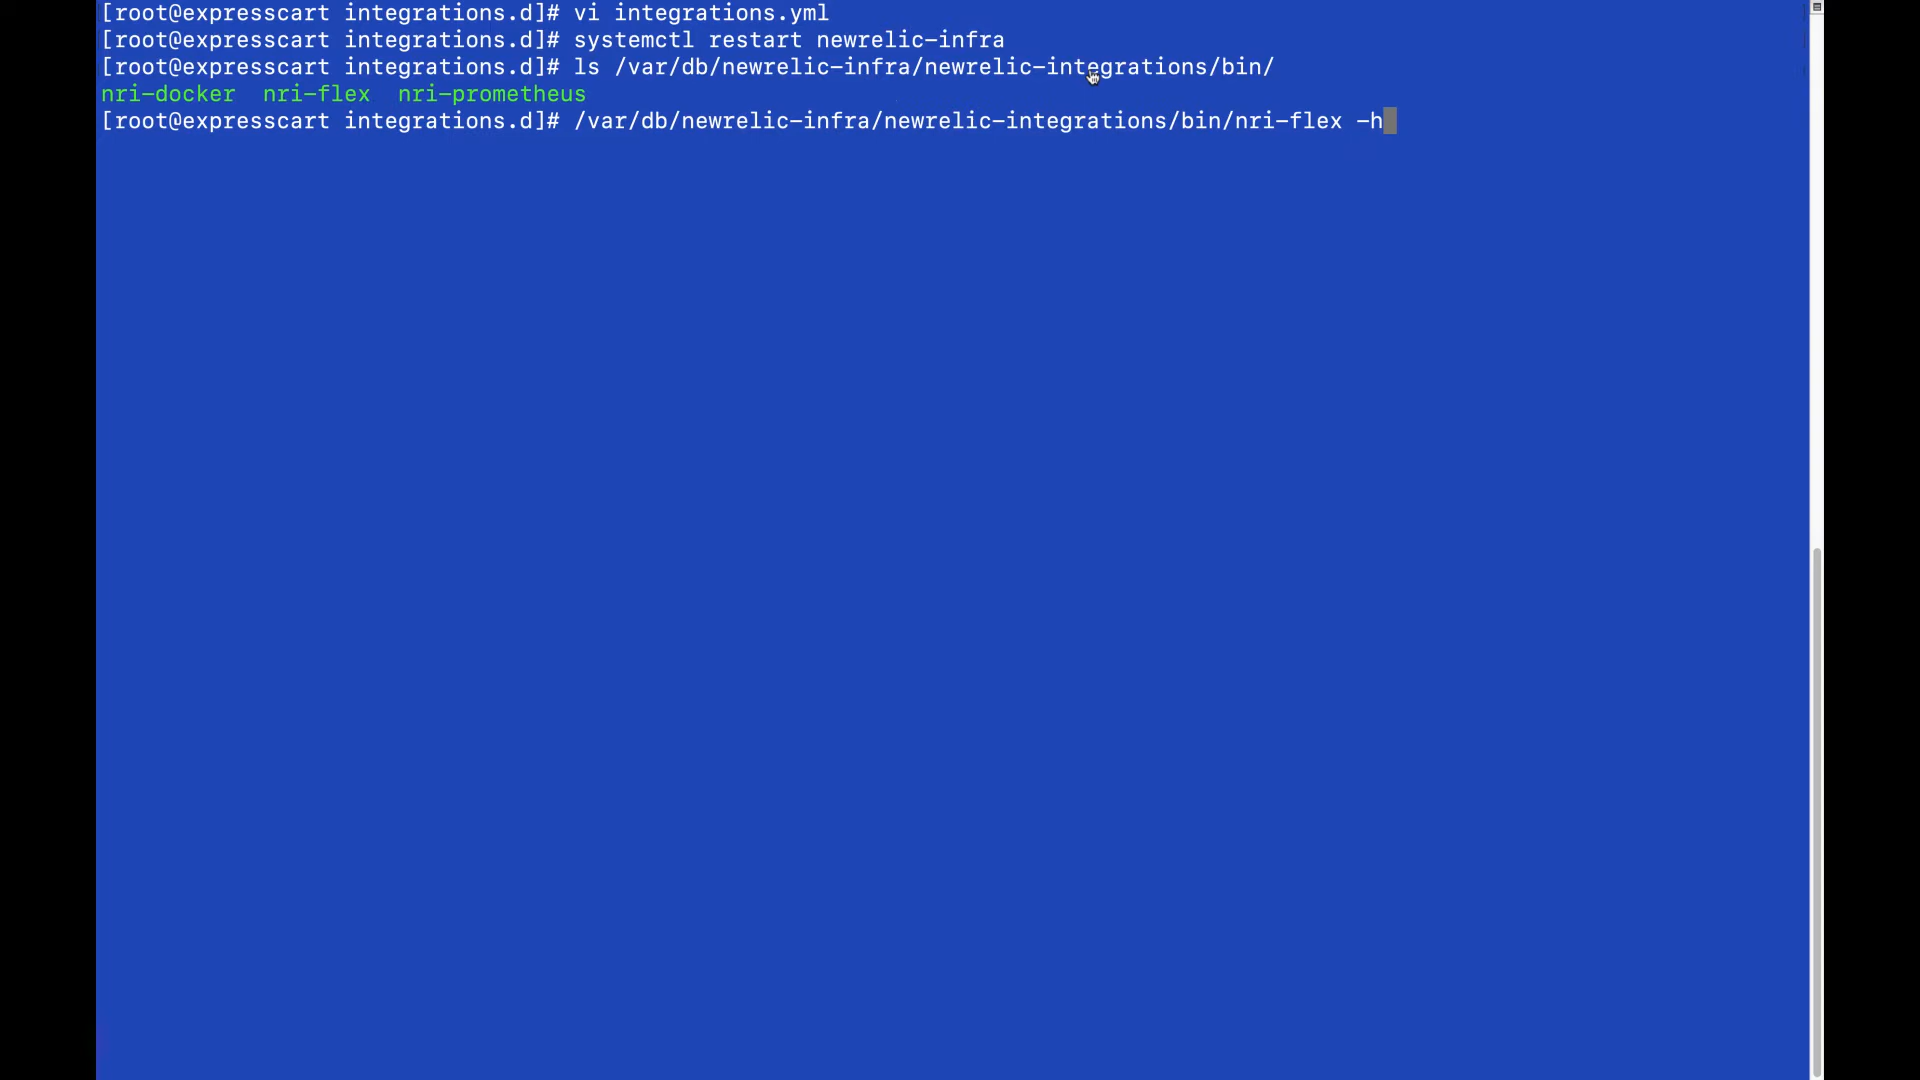 [root@expresscart integrations.d]# vi integrations.yml
[root@expresscart integrations.d]# systemctl restart newrelic-infra
[root@expresscart integrations.d]# ls /var/db/newrelic-infra/newrelic-integrations/bin/
nri-docker  nri-flex  nri-prometheus
[root@expresscart integrations.d]# /var/db/newrelic-infra/newrelic-integrations/bin/nri-flex -h